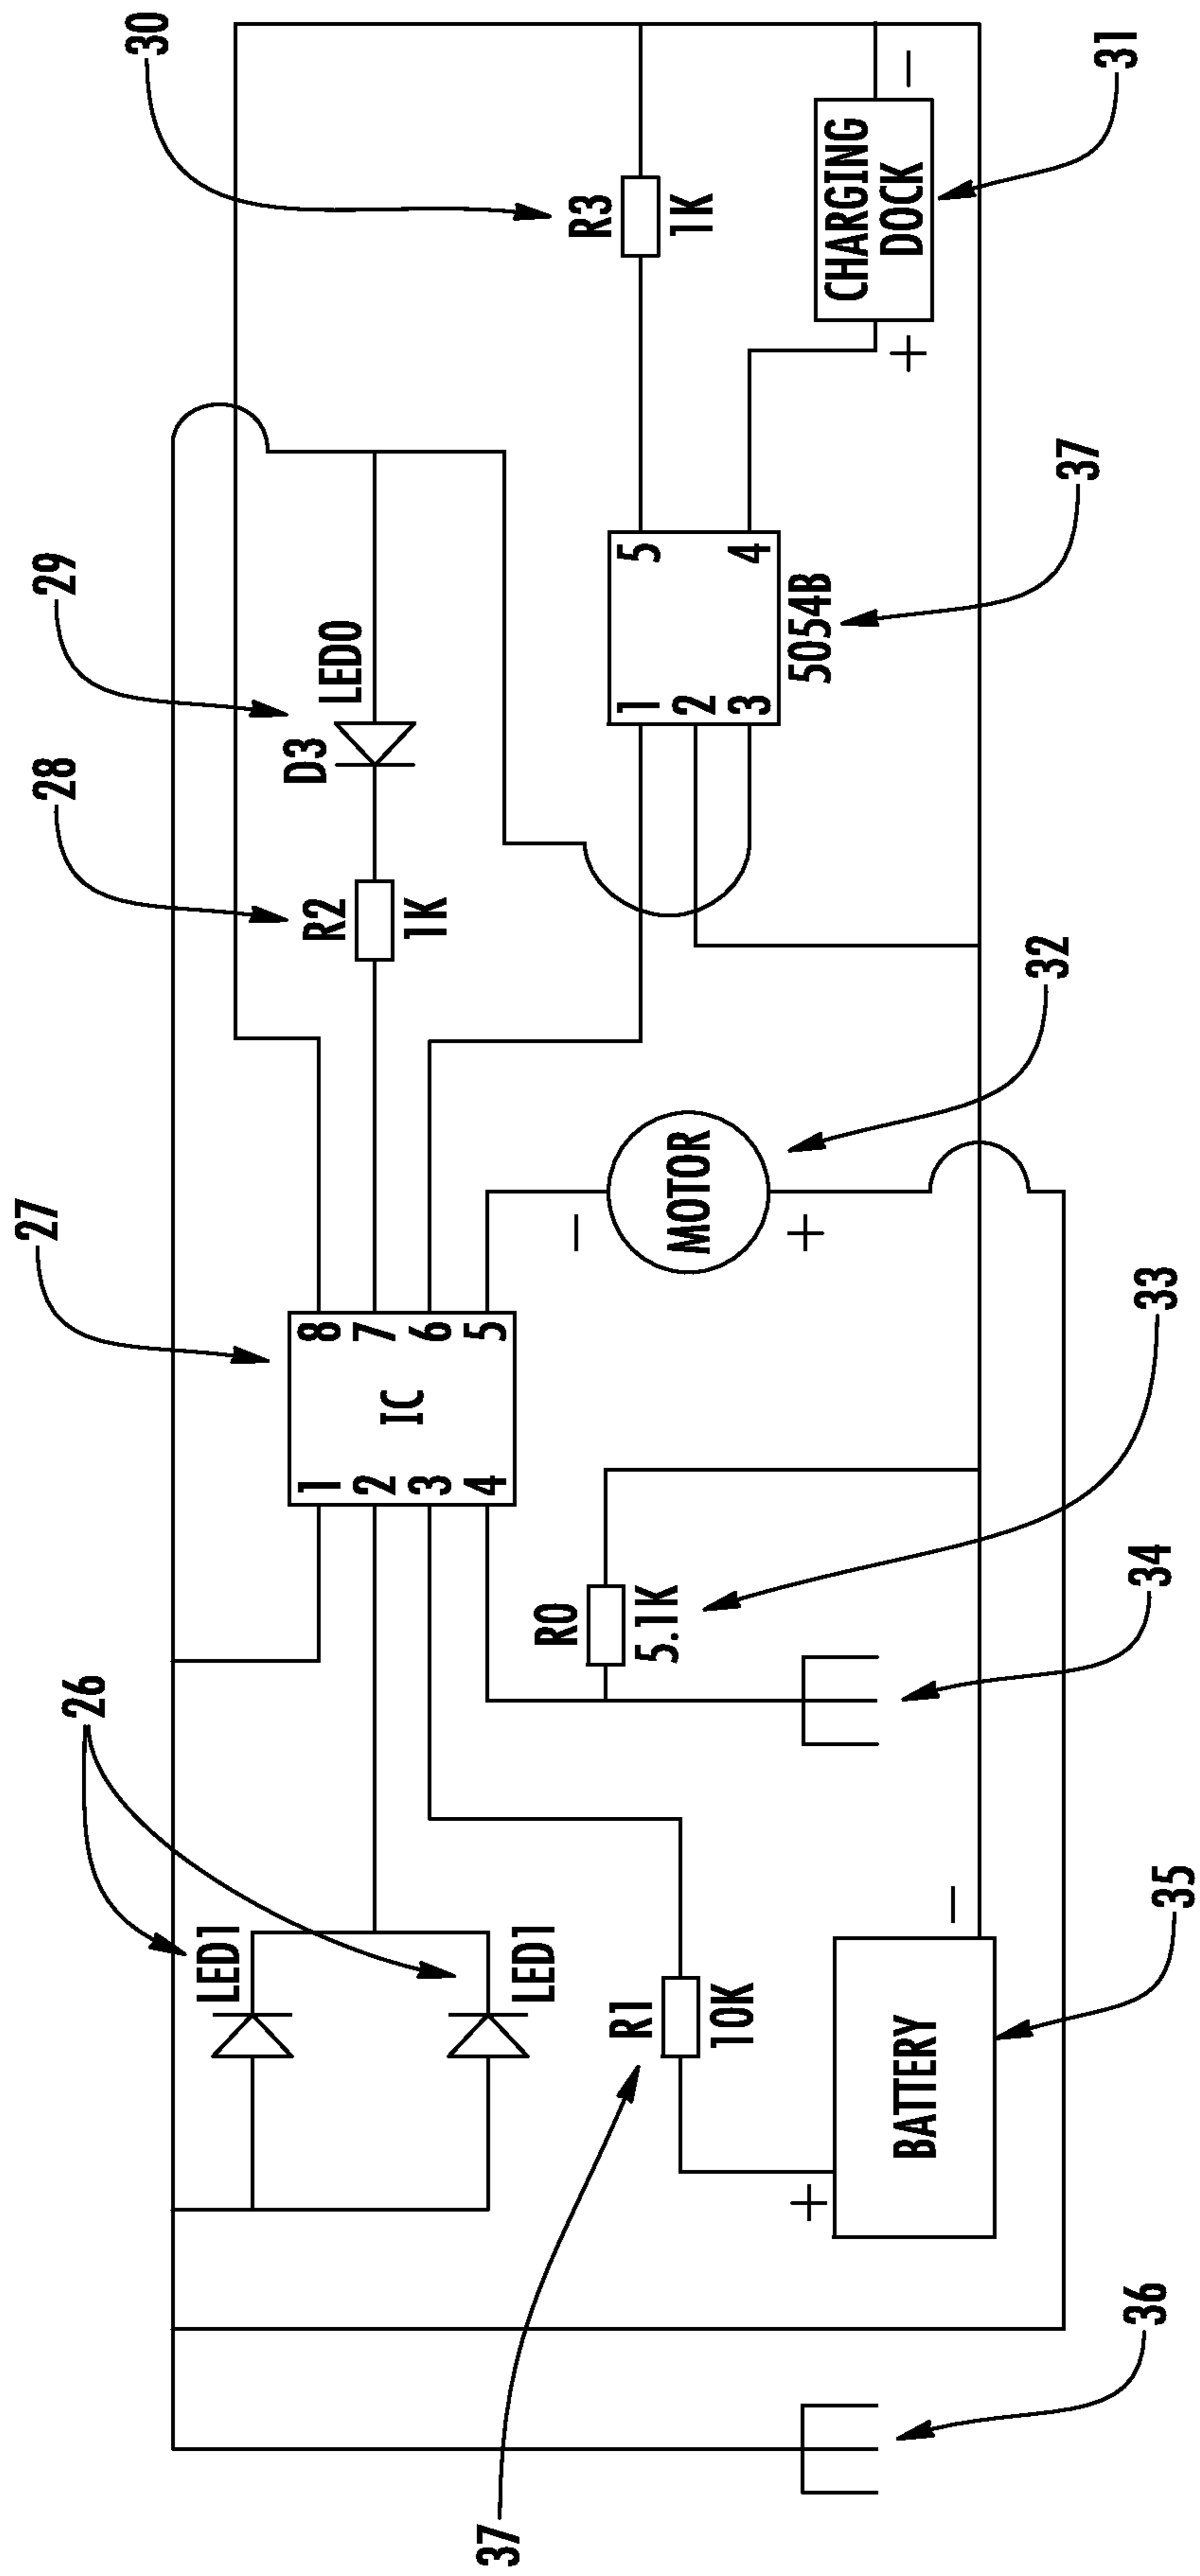 30
R3
1K
CHARGING
DOCK
−
+
31
29
D3
LED0
28
R2
1K
5
4
1
2
3
5054B
37
27
8
7
6
5
IC
1
2
3
4
−
MOTOR
+
32
R0
5.1K
33
34
26
LED1
LED1
R1
10K
37
−
+
BATTERY
35
36